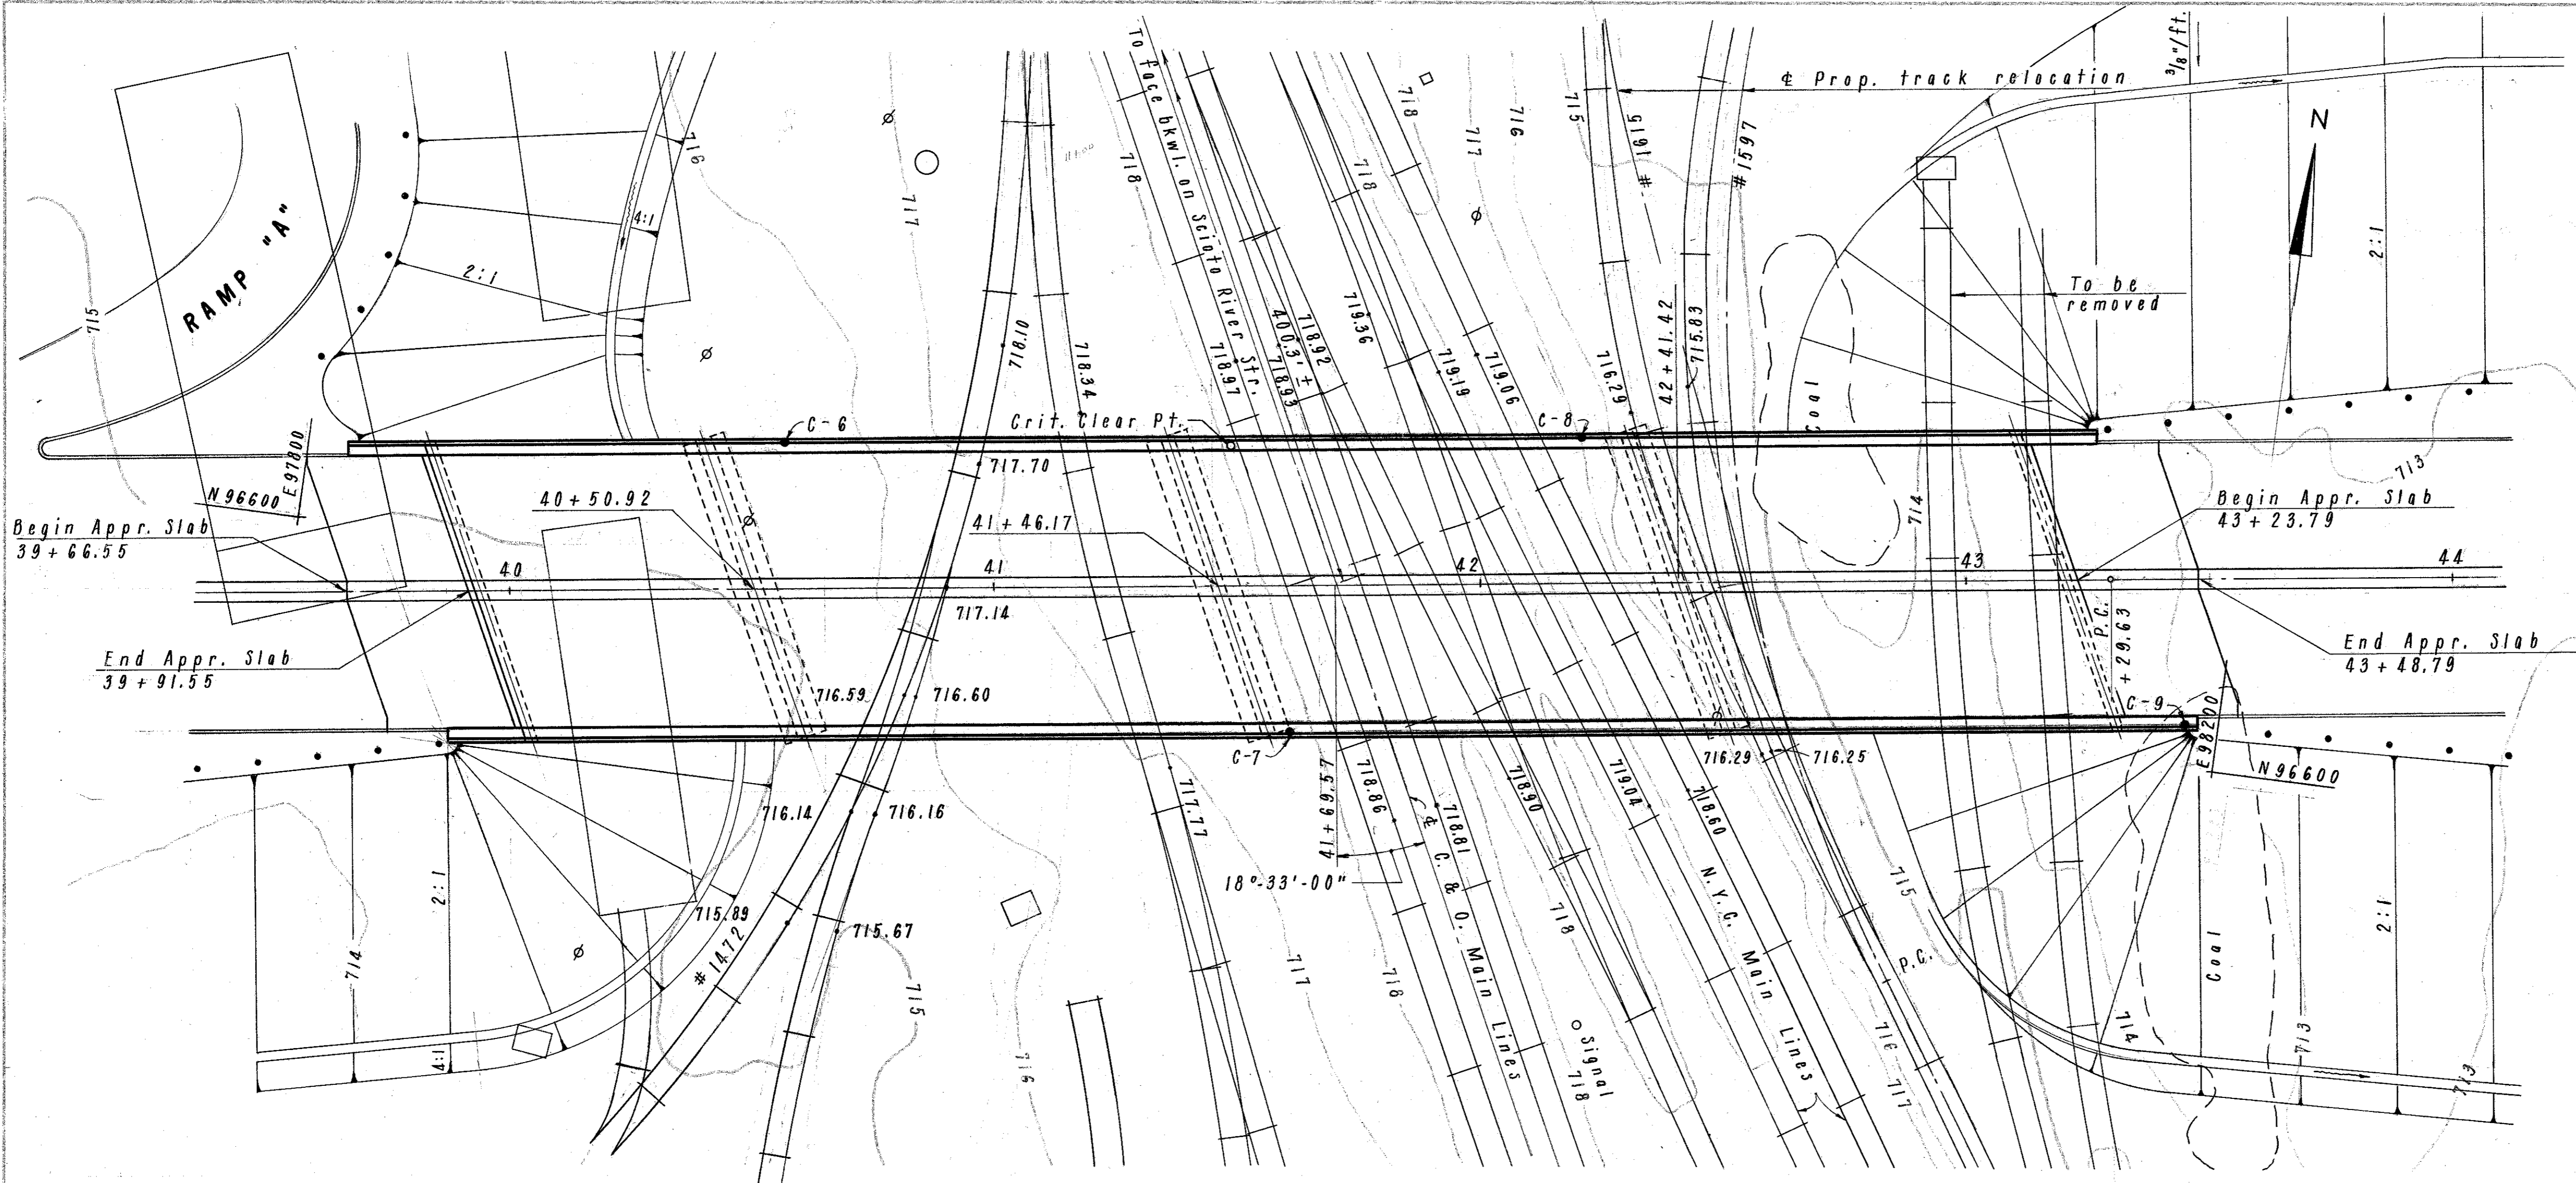 RAMP "A"
715
716
4:1
2:1
717
718
To face bkwl. on Scioto River Str.
400.3' ±
718
718
717
716
715
# 1615
# 1597
₵ Prop. track relocation
3/8"/ft.
N
2:1
To be
removed
Coal
718.10
718.34
718.97
718.93
718.92
719.36
719.19
719.06
716.29
42 + 41.42
715.83
C-6
Crit. Clear Pt.
C-8
717.70
N 96600
E 97800
Begin Appr. Slab
39 + 66.55
40 + 50.92
41 + 46.17
714
713
Begin Appr. Slab
43 + 23.79
40
41
42
43
44
717.14
P.C.
+ 29.63
End Appr. Slab
39 + 91.55
End Appr. Slab
43 + 48.79
716.59
716.60
C-7
C-9
E 98200
N 96600
716.29
716.25
716.14
716.16
717.77
41 + 69.57
718.86
718.81
718.90
719.04
718.60
18°-33'-00"
₵ C. & O. Main Lines
N.Y.C. Main Lines
2:1
714
4:1
715.89
# 1472
715.67
715
716
717
718
718
Signal
718
P.C.
715
716
717
714
Coal
713
2:1
713